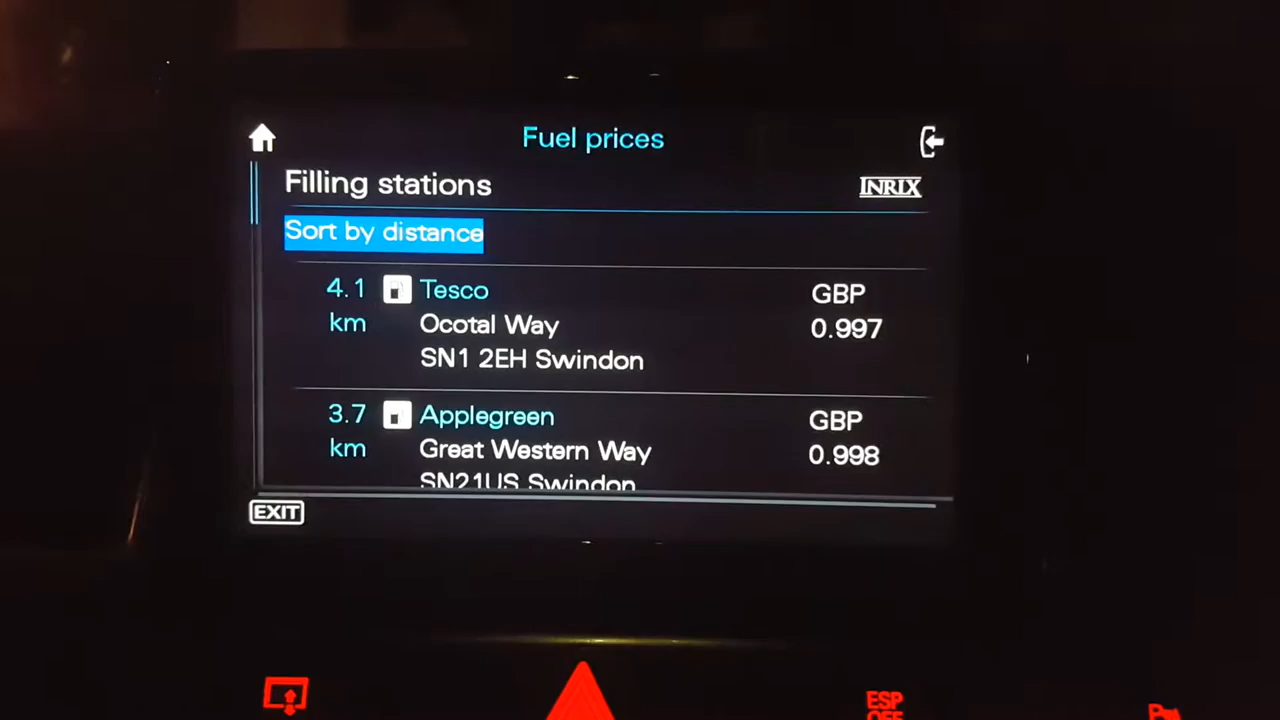 Fuel prices
Filling stations
INRIX
Sort by distance
4.1 km
Tesco
Ocotal Way
SN1 2EH Swindon
GBP
0.997
3.7 km
Applegreen
Great Western Way
SN21US Swindon
GBP
0.998
EXIT
ESP
OFF